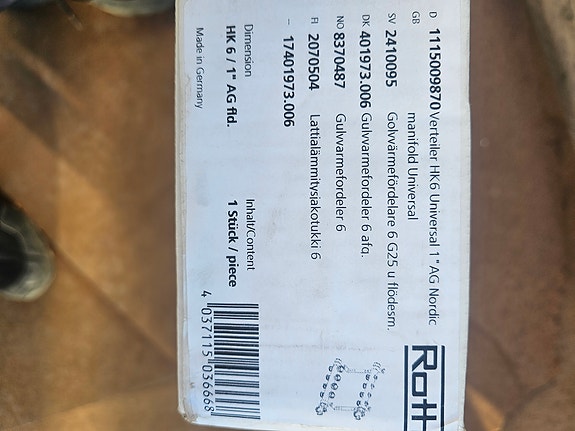 D 1115009870 Verteiler HK6 Universal 1" AG Nordic
GB manifold Universal
SV 2410095 Golvvärmefördelare 6 G25 u flödesm.
DK 401973.006 Gulvvarmefordeler 6 afg.
NO 8370487 Gulvvarmefordeler 6
FI 2070504 Lattialämmitysjakotukki 6
– 17401973.006
Dimension Inhalt/Content
HK 6 / 1" AG fld. 1 Stück / piece
Made in Germany
4 037115 036668